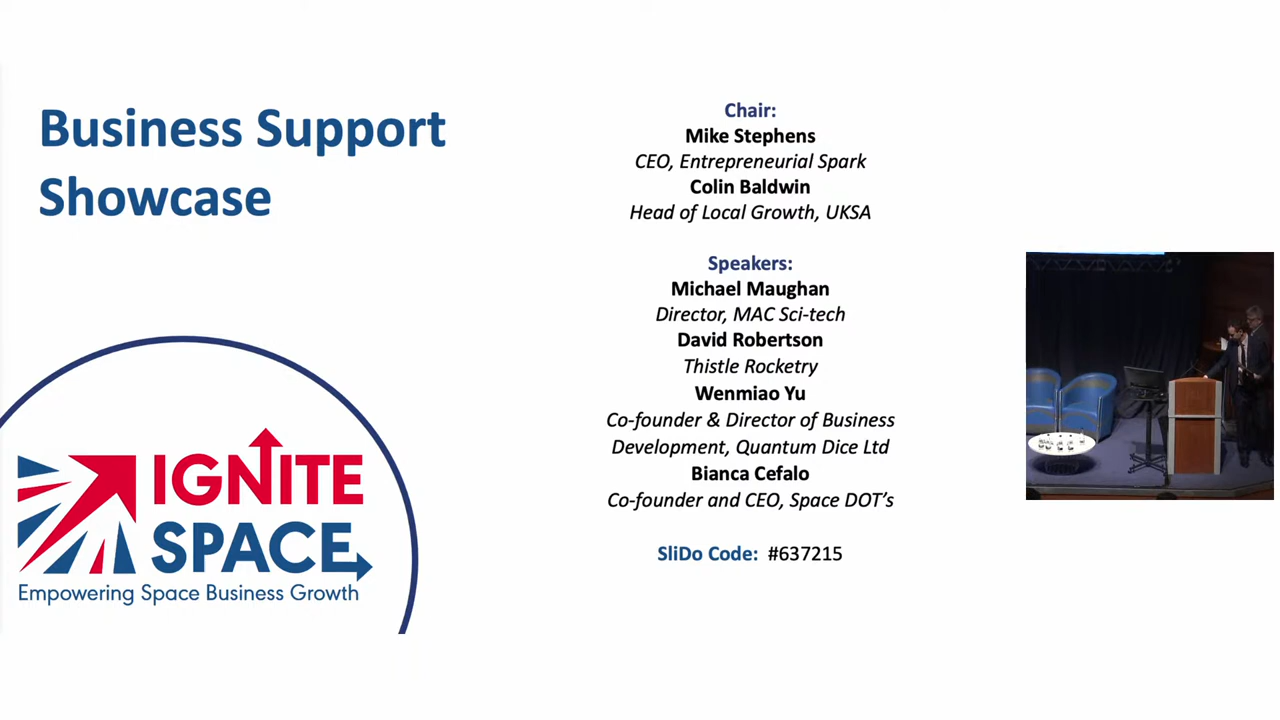 Business Support
Showcase
IGNITE
SPACE
Empowering Space Business Growth
Chair:
Mike Stephens
CEO, Entrepreneurial Spark
Colin Baldwin
Head of Local Growth, UKSA
Speakers:
Michael Maughan
Director, MAC Sci-tech
David Robertson
Thistle Rocketry
Wenmiao Yu
Co-founder & Director of Business
Development, Quantum Dice Ltd
Bianca Cefalo
Co-founder and CEO, Space DOT’s
SliDo Code: #637215